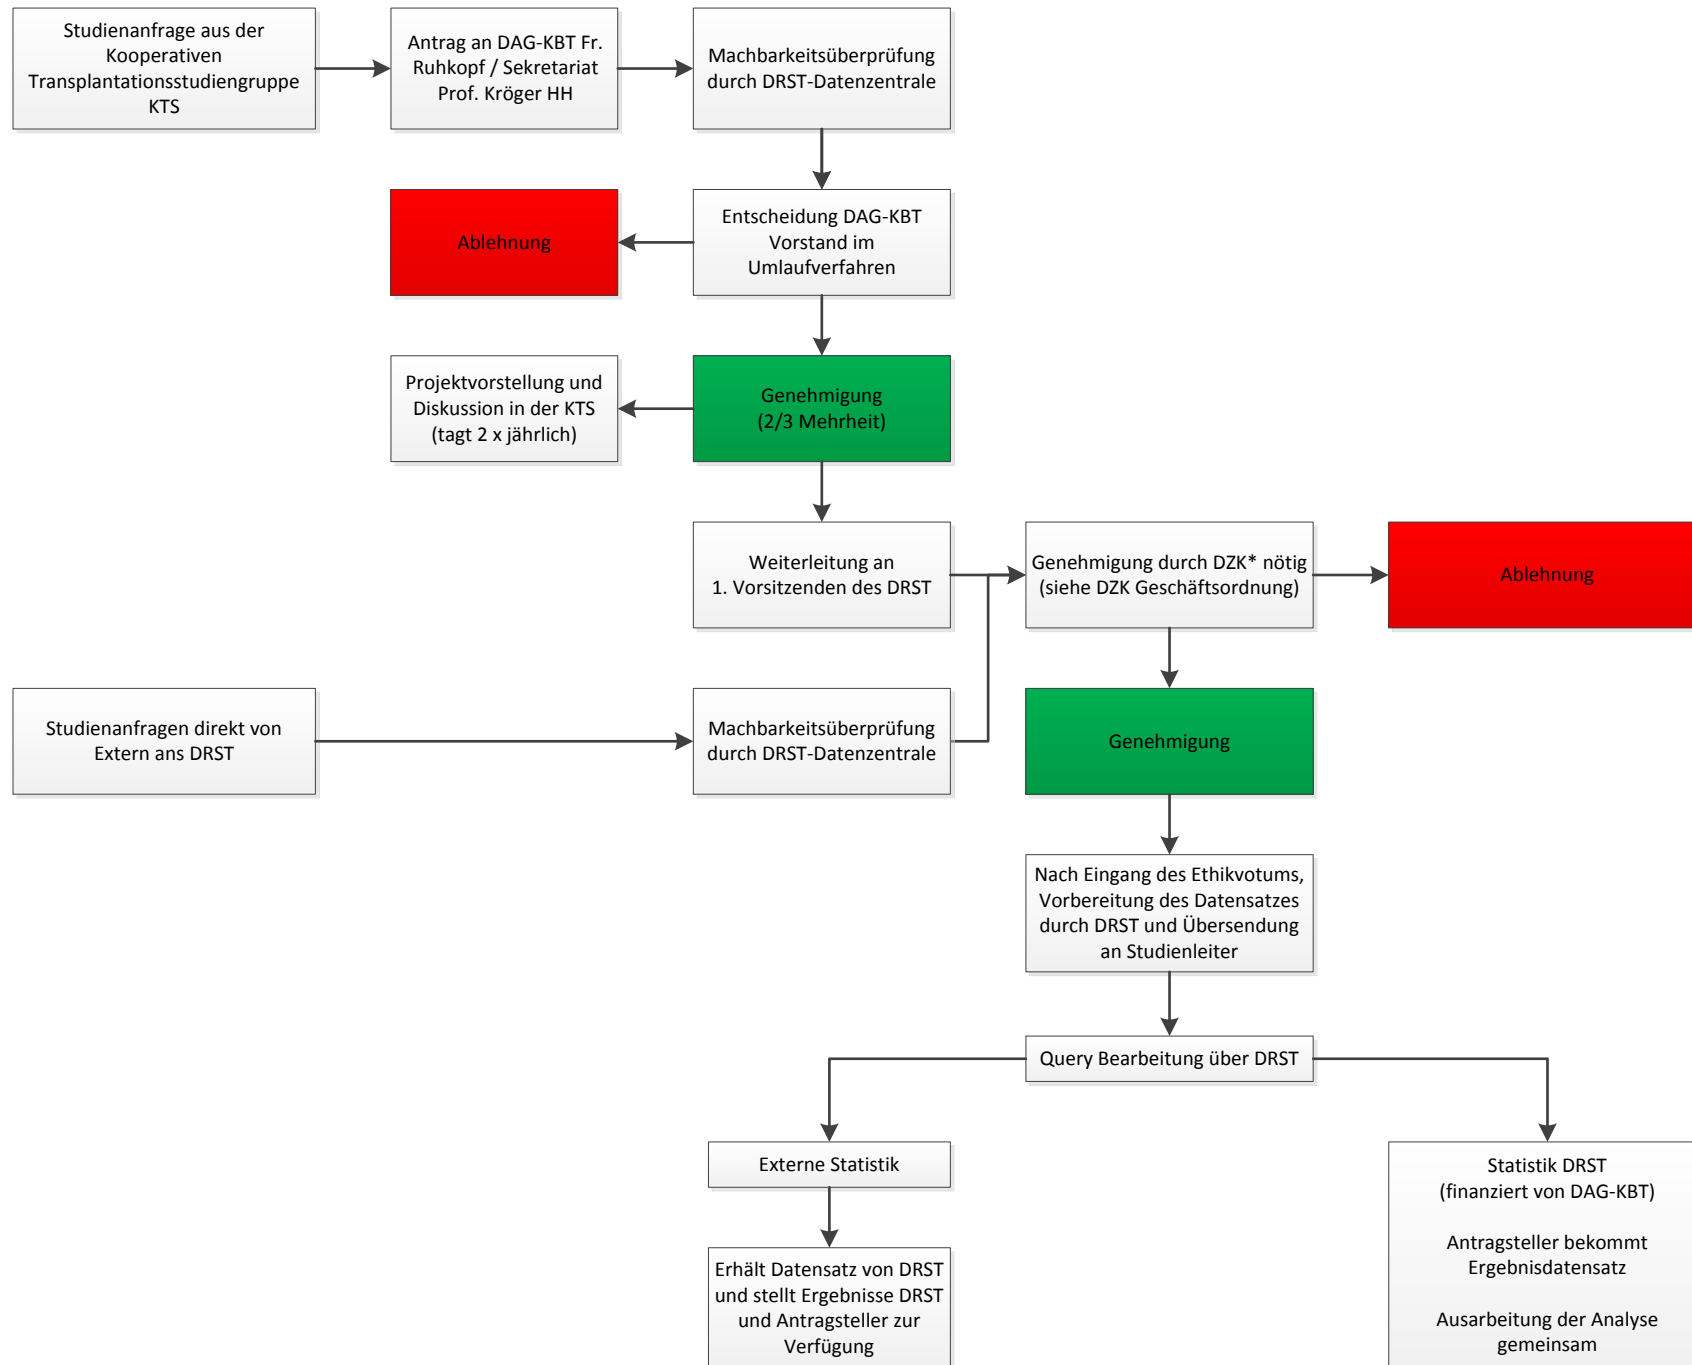 Studienanfrage aus der
Kooperativen
Transplantationsstudiengruppe
KTS
Antrag an DAG-KBT Fr.
Ruhkopf / Sekretariat
Prof. Kröger HH
Machbarkeitsüberprüfung
durch DRST-Datenzentrale
Ablehnung
Entscheidung DAG-KBT
Vorstand im
Umlaufverfahren
Projektvorstellung und
Diskussion in der KTS
(tagt 2 x jährlich)
Genehmigung
(2/3 Mehrheit)
Weiterleitung an
1. Vorsitzenden des DRST
Genehmigung durch DZK* nötig
(siehe DZK Geschäftsordnung)
Ablehnung
Studienanfragen direkt von
Extern ans DRST
Machbarkeitsüberprüfung
durch DRST-Datenzentrale
Genehmigung
Nach Eingang des Ethikvotums,
Vorbereitung des Datensatzes
durch DRST und Übersendung
an Studienleiter
Query Bearbeitung über DRST
Externe Statistik
Erhält Datensatz von DRST
und stellt Ergebnisse DRST
und Antragsteller zur
Verfügung
Statistik DRST
(finanziert von DAG-KBT)
Antragsteller bekommt
Ergebnisdatensatz
Ausarbeitung der Analyse
gemeinsam